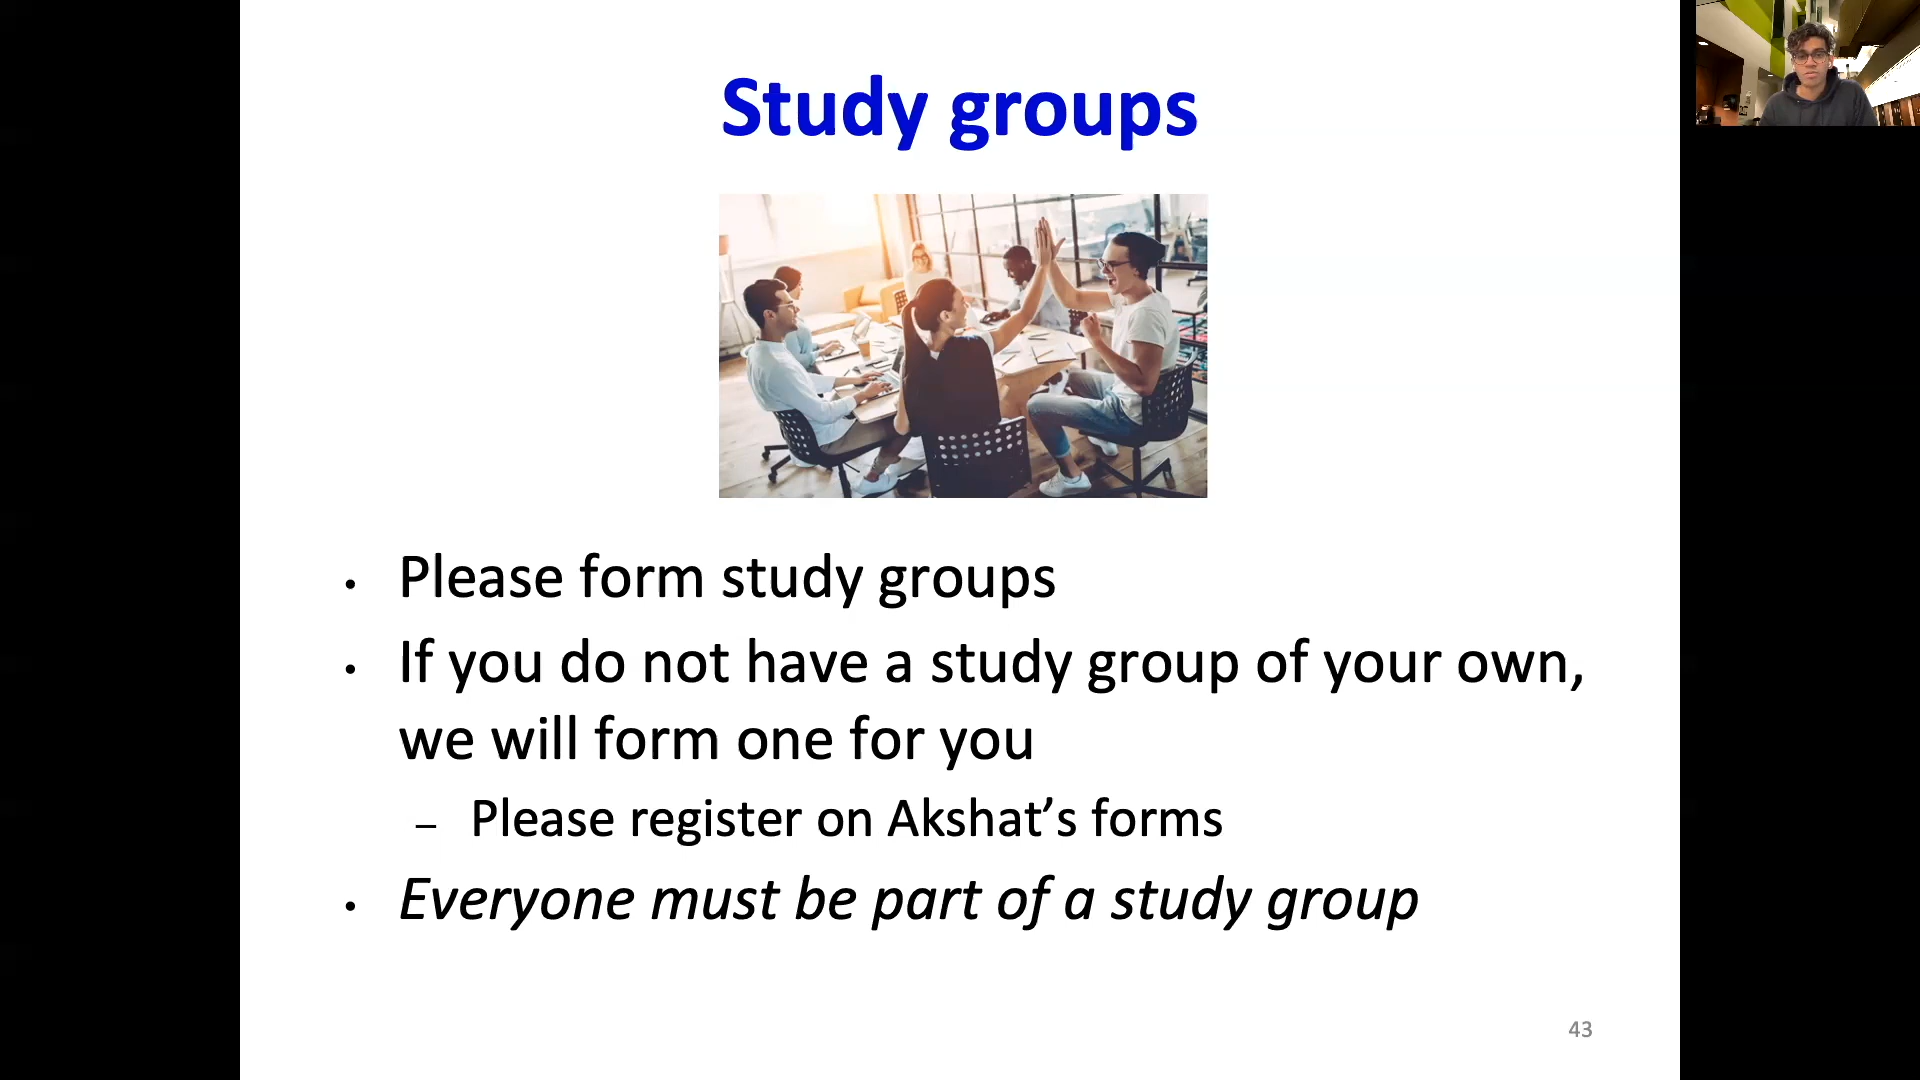 Study groups
• Please form study groups
• If you do not have a study group of your own,
we will form one for you
– Please register on Akshat’s forms
• Everyone must be part of a study group
43